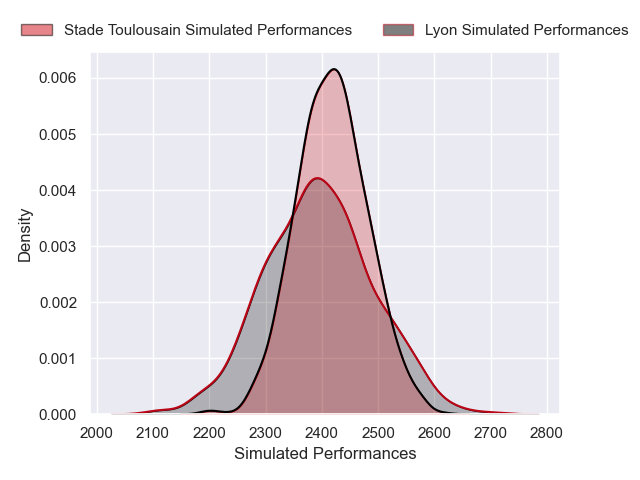 Stade Toulousain Simulated Performances
Lyon Simulated Performances
0.006
0.005
0.004
0.003
0.002
0.001
0.000
Density
2000 2100 2200 2300 2400 2500 2600 2700 2800
Simulated Performances